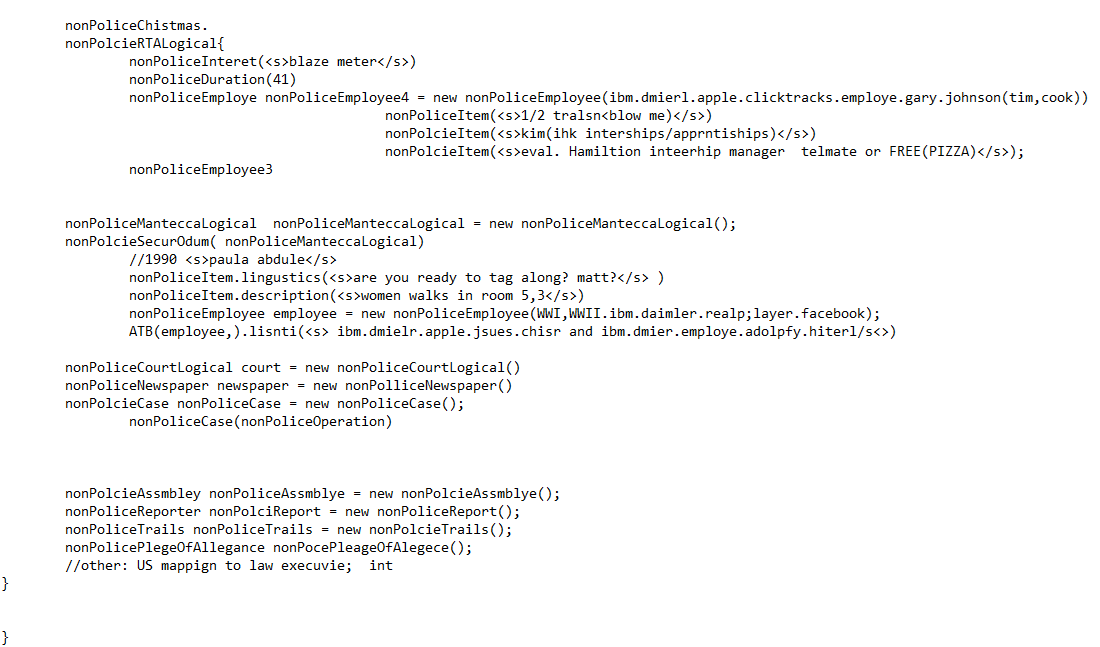 nonPoliceChistmas.
nonPolcieRTALogical{
nonPoliceInteret(<s>blaze meter</s>)
nonPoliceDuration(41)
nonPoliceEmploye nonPoliceEmployee4 = new nonPoliceEmployee(ibm.dmierl.apple.clicktracks.employe.gary.johnson(tim,cook))
nonPoliceItem(<s>1/2 tralsn<blow me)</s>)
nonPolcieItem(<s>kim(ihk interships/apprntiships)</s>)
nonPolcieItem(<s>eval. Hamiltion inteerhip manager  telmate or FREE(PIZZA)</s>);
nonPoliceEmployee3
nonPoliceManteccaLogical  nonPoliceManteccaLogical = new nonPoliceManteccaLogical();
nonPolcieSecurOdum( nonPoliceManteccaLogical)
//1990 <s>paula abdule</s>
nonPoliceItem.lingustics(<s>are you ready to tag along? matt?</s> )
nonPoliceItem.description(<s>women walks in room 5,3</s>)
nonPoliceEmployee employee = new nonPoliceEmployee(WWI,WWII.ibm.daimler.realp;layer.facebook);
ATB(employee,).lisnti(<s> ibm.dmielr.apple.jsues.chisr and ibm.dmier.employe.adolpfy.hiterl/s<>)
nonPoliceCourtLogical court = new nonPoliceCourtLogical()
nonPoliceNewspaper newspaper = new nonPolliceNewspaper()
nonPolcieCase nonPoliceCase = new nonPoliceCase();
nonPoliceCase(nonPoliceOperation)
nonPolcieAssmbley nonPoliceAssmblye = new nonPolcieAssmblye();
nonPoliceReporter nonPolciReport = new nonPoliceReport();
nonPoliceTrails nonPoliceTrails = new nonPolcieTrails();
nonPolicePlegeOfAllegance nonPocePleageOfAlegece();
//other: US mappign to law execuvie;  int
}
}